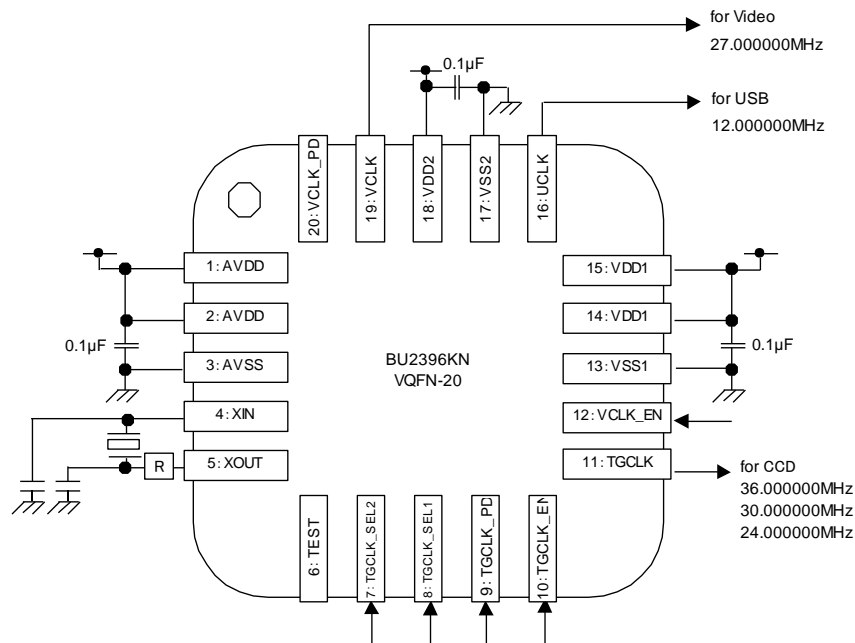 for Video
27.000000MHz
0.1µF
for USB
12.000000MHz
20: VCLK_PD
19: VCLK
18: VDD2
17: VSS2
16: UCLK
1: AVDD
2: AVDD
3: AVSS
4: XIN
5: XOUT
0.1µF
R
BU2396KN
VQFN-20
15: VDD1
14: VDD1
13: VSS1
12: VCLK_EN
11: TGCLK
0.1µF
for CCD
36.000000MHz
30.000000MHz
24.000000MHz
6: TEST
7: TGCLK_SEL2
8: TGCLK_SEL1
9: TGCLK_PD
10: TGCLK_EN